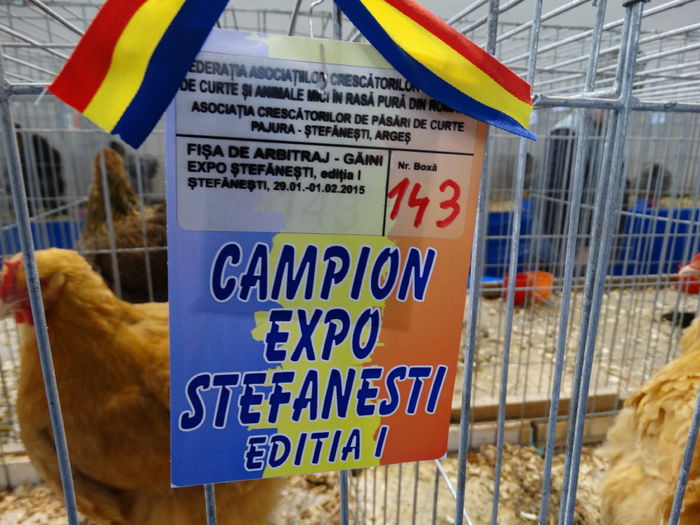 FEDERAȚIA ASOCIAȚIILOR CRESCĂTORILOR
DE CURTE ȘI ANIMALE MICI ÎN RASĂ PURĂ DIN
ASOCIAȚIA CRESCĂTORILOR DE PĂSĂRI DE CURTE
PAJURA - ȘTEFĂNEȘTI, ARGEȘ
FIȘA DE ARBITRAJ - GĂINI
EXPO ȘTEFĂNEȘTI, ediția I
ȘTEFĂNEȘTI, 29.01.-01.02.2015
Nr. Boxă
143
CAMPION
EXPO
STEFANESTI
EDITIA I